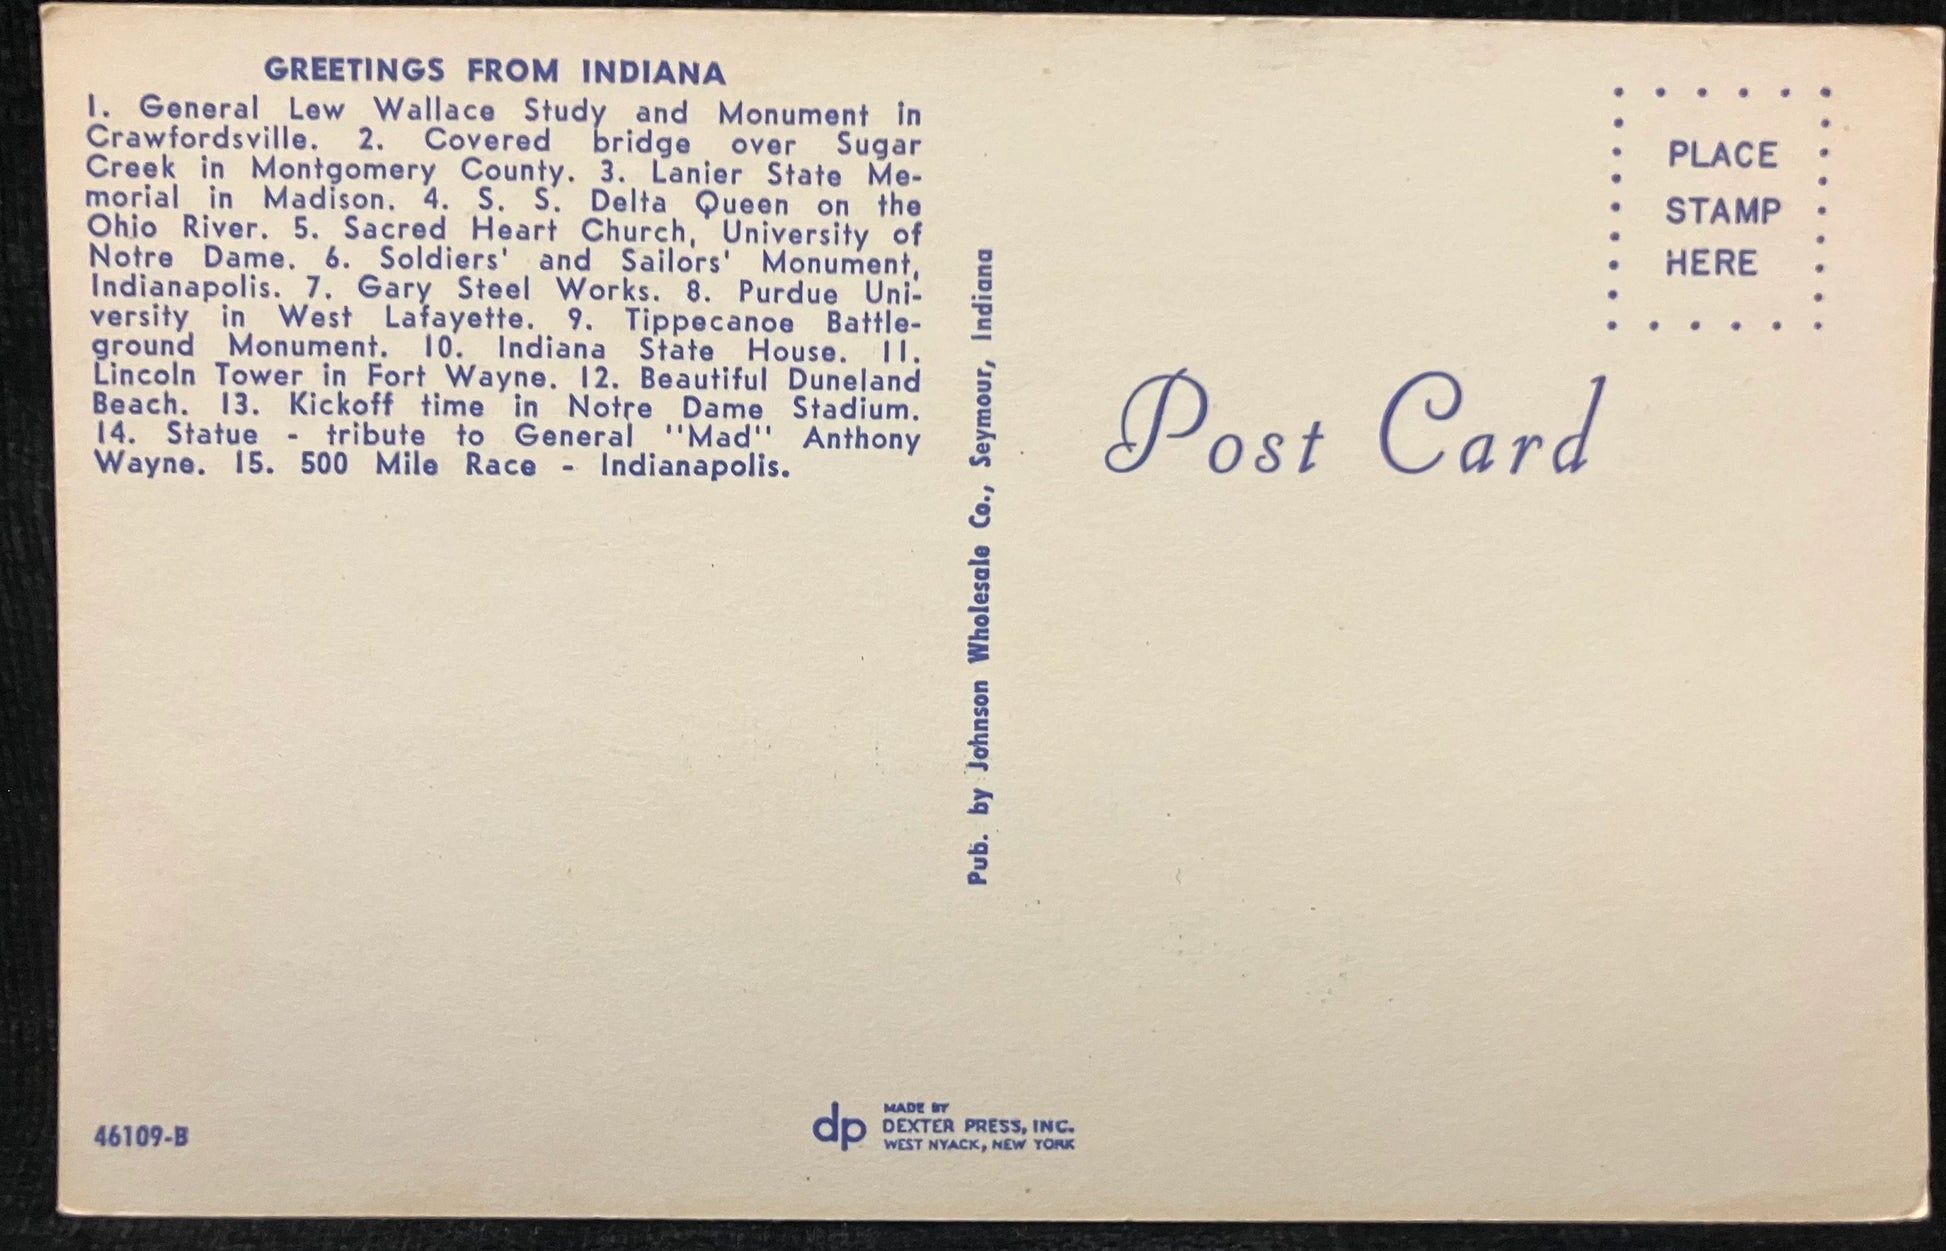 GREETINGS FROM INDIANA
1. General Lew Wallace Study and Monument in
Crawfordsville. 2. Covered bridge over Sugar
Creek in Montgomery County. 3. Lanier State Me-
morial in Madison. 4. S. S. Delta Queen on the
Ohio River. 5. Sacred Heart Church, University of
Notre Dame. 6. Soldiers' and Sailors' Monument,
Indianapolis. 7. Gary Steel Works. 8. Purdue Uni-
versity in West Lafayette. 9. Tippecanoe Battle-
ground Monument. 10. Indiana State House. 11.
Lincoln Tower in Fort Wayne. 12. Beautiful Duneland
Beach. 13. Kickoff time in Notre Dame Stadium.
14. Statue - tribute to General "Mad" Anthony
Wayne. 15. 500 Mile Race - Indianapolis.
46109-B
Pub. by Johnson Wholesale Co., Seymour, Indiana
dp
MADE BY
DEXTER PRESS, INC.
WEST NYACK, NEW YORK
PLACE
STAMP
HERE
Post Card